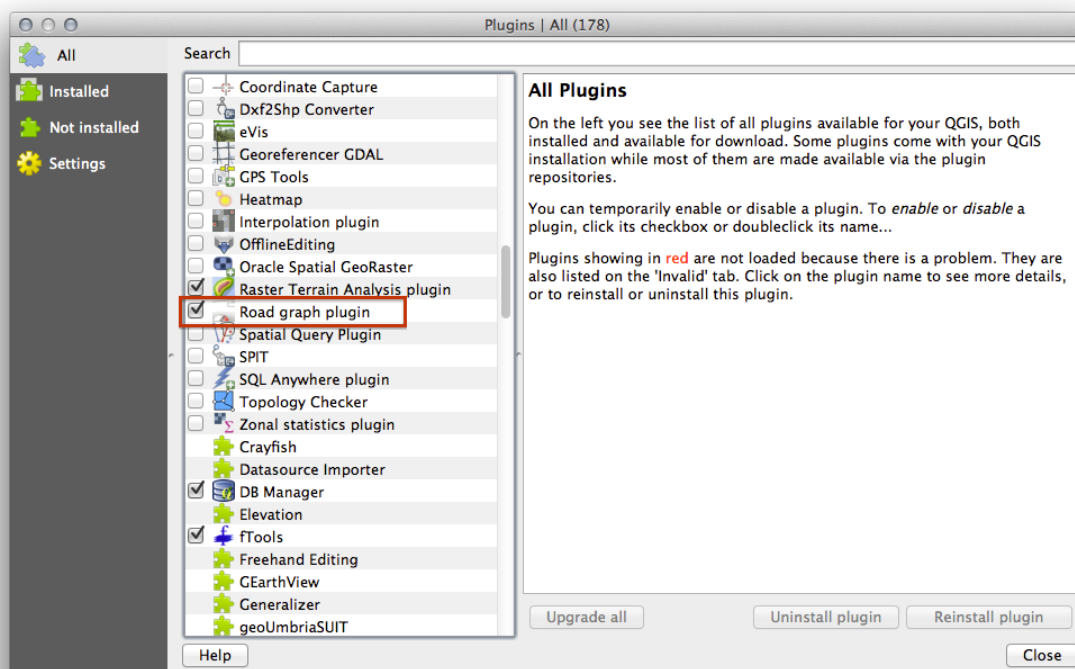 Plugins | All (178)
All
Installed
Not installed
Settings
Search
Coordinate Capture
Dxf2Shp Converter
eVis
Georeferencer GDAL
GPS Tools
Heatmap
Interpolation plugin
OfflineEditing
Oracle Spatial GeoRaster
Raster Terrain Analysis plugin
Road graph plugin
Spatial Query Plugin
SPIT
SQL Anywhere plugin
Topology Checker
Zonal statistics plugin
Crayfish
Datasource Importer
DB Manager
Elevation
fTools
Freehand Editing
GEarthView
Generalizer
geoUmbriaSUIT
All Plugins
On the left you see the list of all plugins available for your QGIS, both
installed and available for download. Some plugins come with your QGIS
installation while most of them are made available via the plugin
repositories.
You can temporarily enable or disable a plugin. To enable or disable a
plugin, click its checkbox or doubleclick its name...
Plugins showing in red are not loaded because there is a problem. They are
also listed on the 'Invalid' tab. Click on the plugin name to see more details,
or to reinstall or uninstall this plugin.
Upgrade all
Uninstall plugin
Reinstall plugin
Help
Close